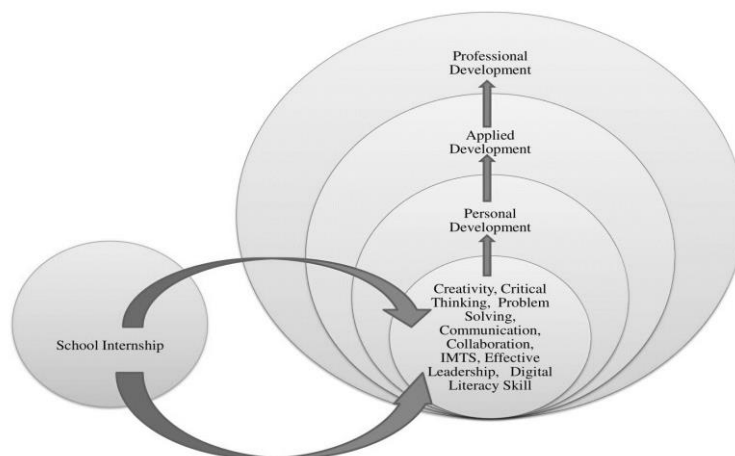 Professional
Development
Applied
Development
Personal
Development
Creativity, Critical
Thinking, Problem
Solving,
Communication,
Collaboration,
IMTS, Effective
Leadership, Digital
Literacy Skill
School Internship